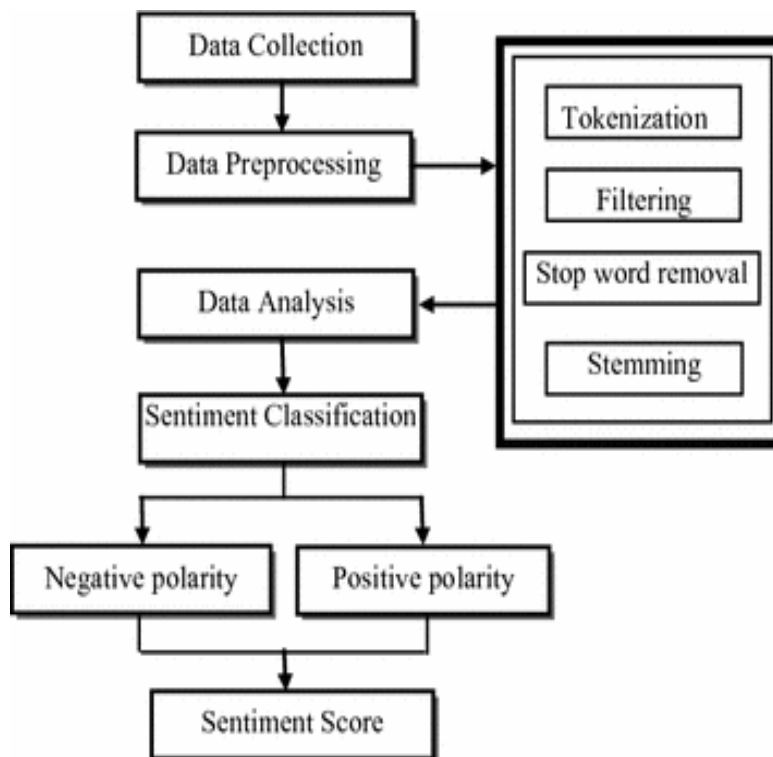 Data Collection
Data Preprocessing
Tokenization
Filtering
Stop word removal
Stemming
Data Analysis
Sentiment Classification
Negative polarity
Positive polarity
Sentiment Score